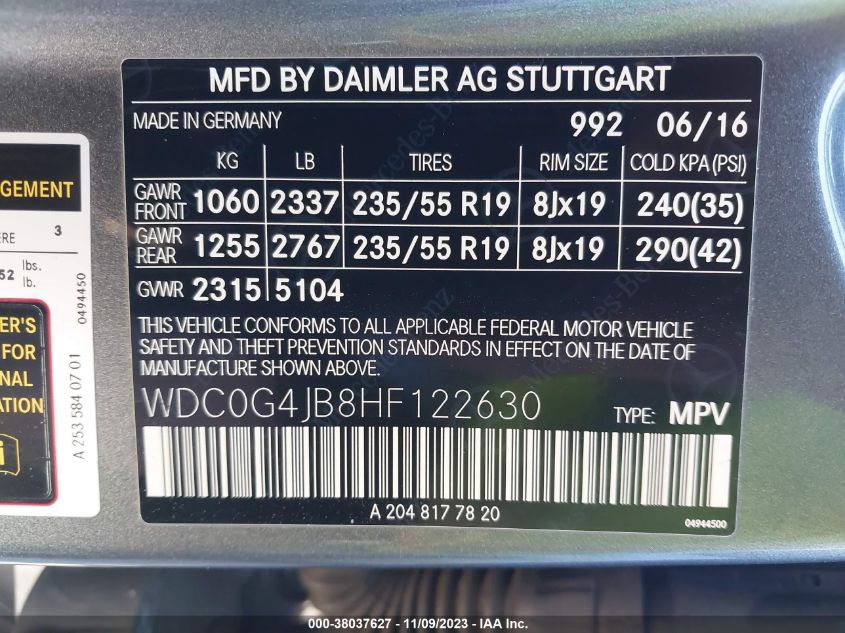 MFD BY DAIMLER AG STUTTGART
MADE IN GERMANY 992 06/16
KG LB TIRES RIM SIZE COLD KPA (PSI)
GAWR FRONT 1060 2337 235/55 R19 8Jx19 240(35)
GAWR REAR 1255 2767 235/55 R19 8Jx19 290(42)
GVWR 2315 5104
THIS VEHICLE CONFORMS TO ALL APPLICABLE FEDERAL MOTOR VEHICLE
SAFETY AND THEFT PREVENTION STANDARDS IN EFFECT ON THE DATE OF
MANUFACTURE SHOWN ABOVE.
WDC0G4JB8HF122630 TYPE: MPV
A 204 817 78 20
04944500
3
lbs.
lb.
0494450
FOR
A 253 584 07 01
Mercedes-Benz
000-38037627 - 11/09/2023 - IAA Inc.